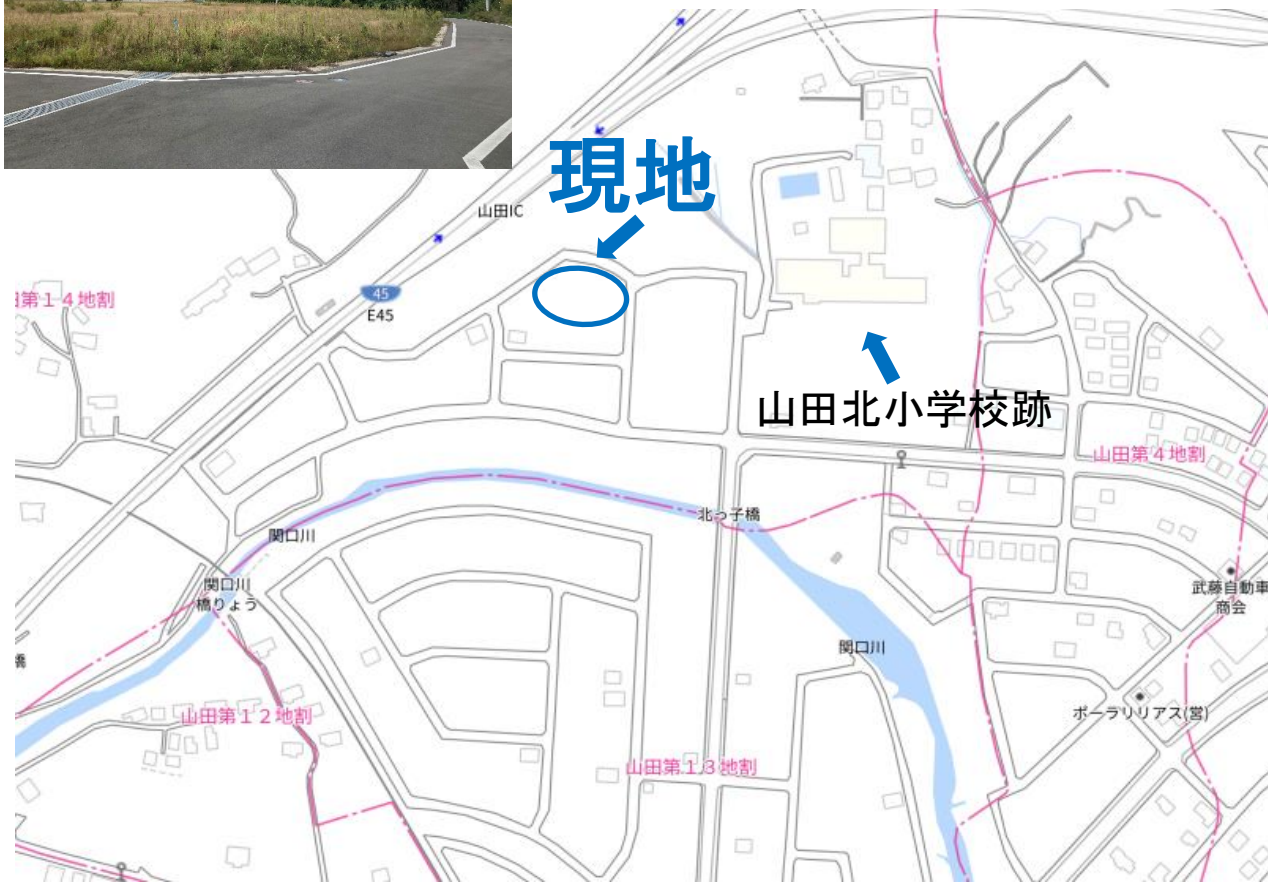 現地
山田IC
45
E45
第14地割
山田北小学校跡
山田第4地割
北っ子橋
関口川
関口川
橋りょう
武藤自動車
商会
関口川
橋
山田第12地割
ポーラリリアス(営)
山田第13地割